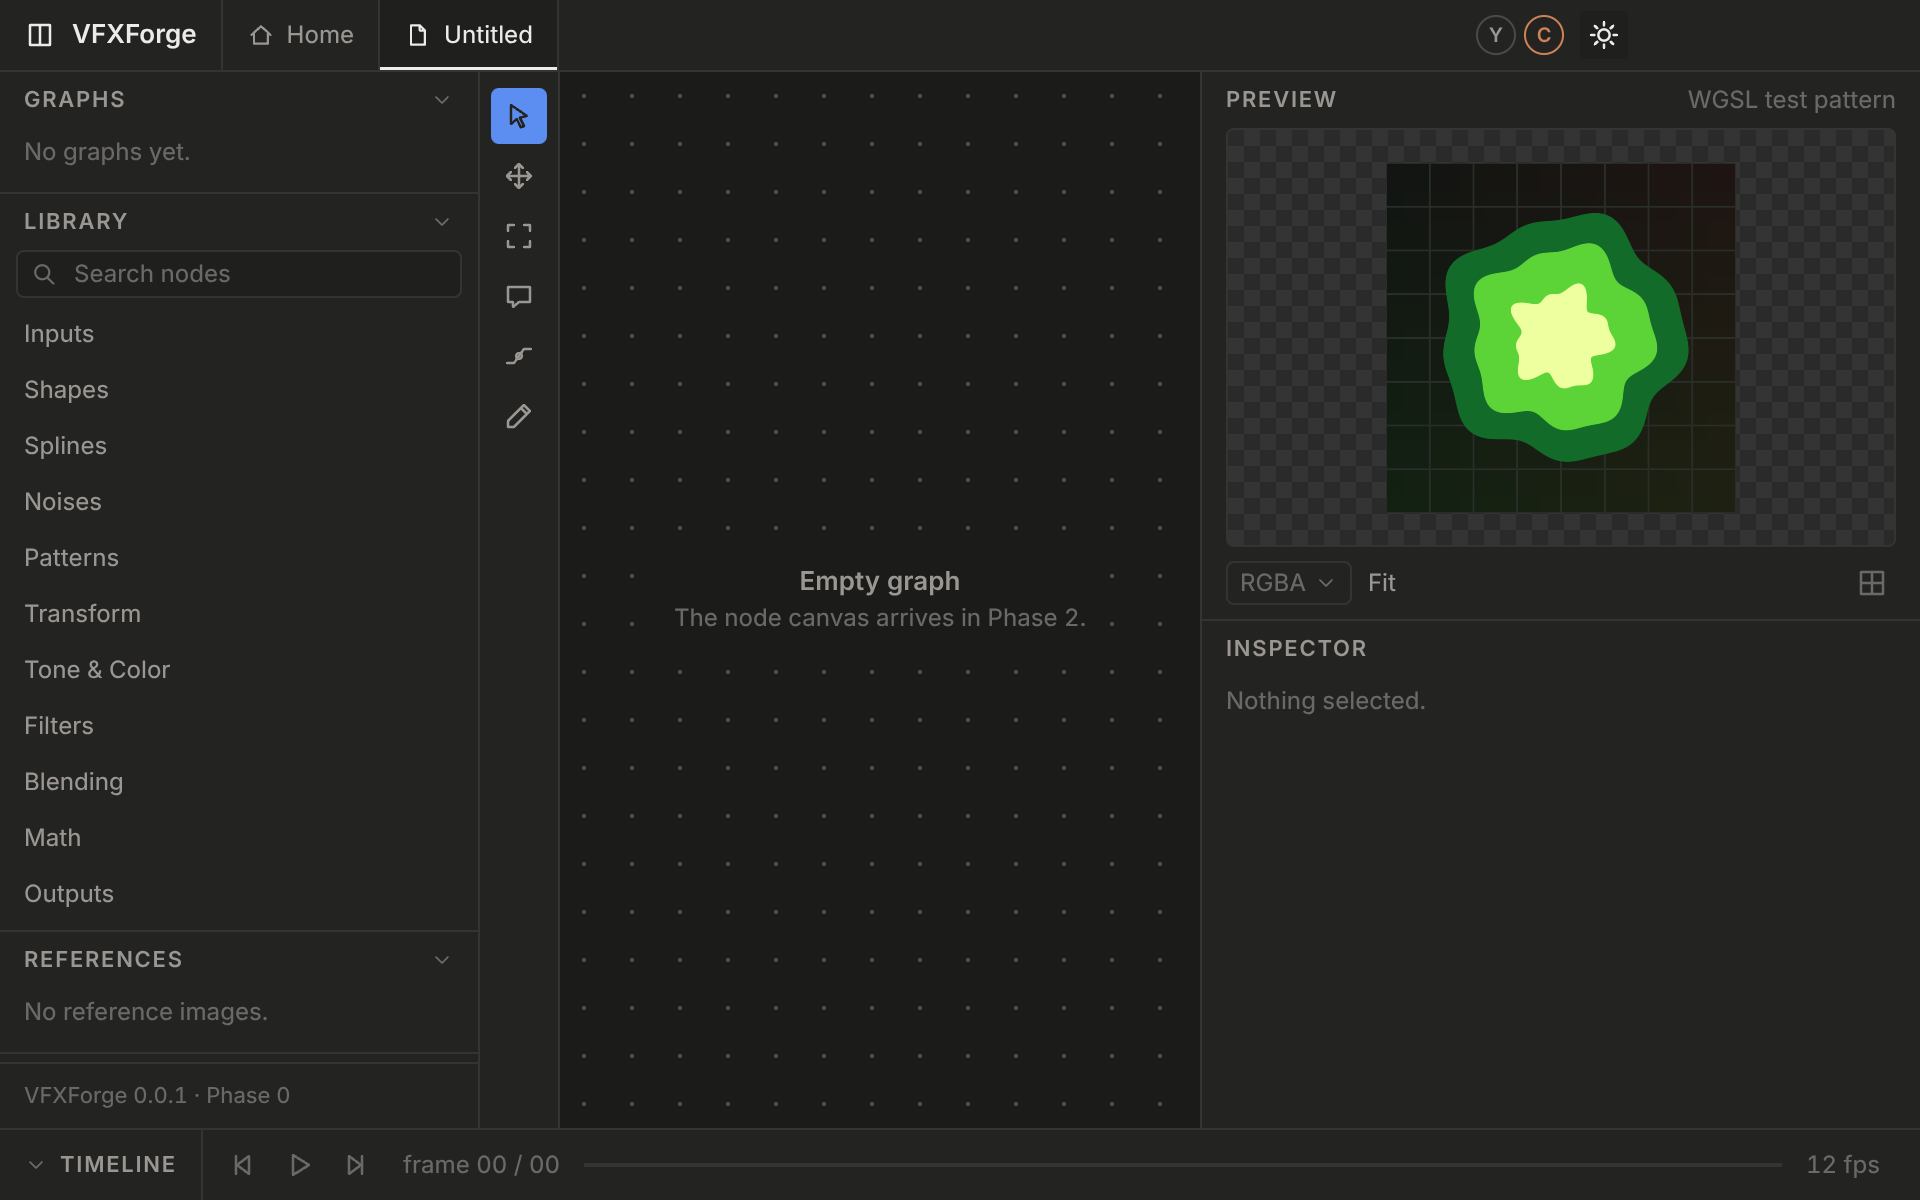 VFXForge
Home
Untitled
Y
C
GRAPHS
No graphs yet.
LIBRARY
Search nodes
Inputs
Shapes
Splines
Noises
Patterns
Transform
Tone & Color
Filters
Blending
Math
Outputs
REFERENCES
No reference images.
VFXForge 0.0.1 · Phase 0
Empty graph
The node canvas arrives in Phase 2.
PREVIEW
WGSL test pattern
RGBA
Fit
INSPECTOR
Nothing selected.
TIMELINE
frame 00 / 00
12 fps